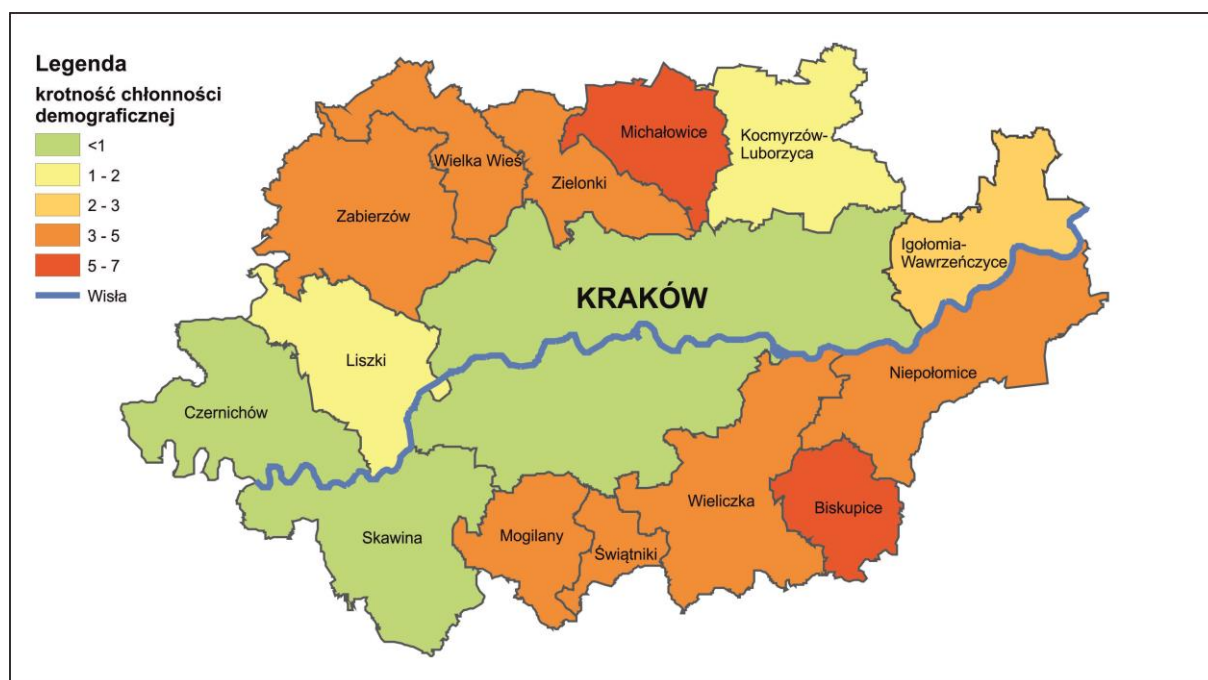 Legenda
krotność chłonności
demograficznej
<1
1 - 2
2 - 3
3 - 5
5 - 7
Wisła
Michałowice
Kocmyrzów-
Luborzyca
Wielka Wieś
Zielonki
Zabierzów
Igołomia-
Wawrzeńczyce
KRAKÓW
Liszki
Niepołomice
Czernichów
Wieliczka
Biskupice
Skawina
Mogilany
Świątniki